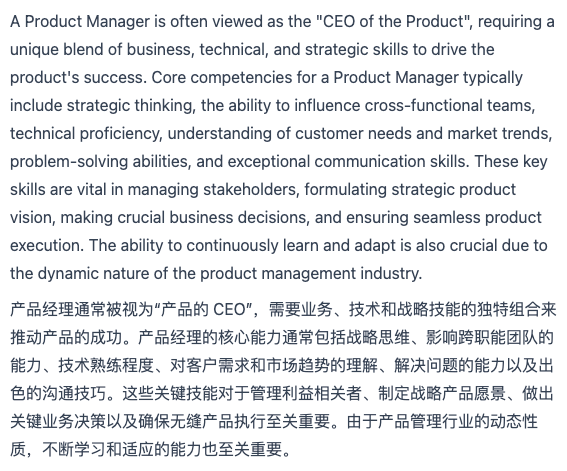 A Product Manager is often viewed as the "CEO of the Product", requiring a
unique blend of business, technical, and strategic skills to drive the
product's success. Core competencies for a Product Manager typically
include strategic thinking, the ability to influence cross-functional teams,
technical proficiency, understanding of customer needs and market trends,
problem-solving abilities, and exceptional communication skills. These key
skills are vital in managing stakeholders, formulating strategic product
vision, making crucial business decisions, and ensuring seamless product
execution. The ability to continuously learn and adapt is also crucial due to
the dynamic nature of the product management industry.
产品经理通常被视为“产品的 CEO”，需要业务、技术和战略技能的独特组合来
推动产品的成功。产品经理的核心能力通常包括战略思维、影响跨职能团队的
能力、技术熟练程度、对客户需求和市场趋势的理解、解决问题的能力以及出
色的沟通技巧。这些关键技能对于管理利益相关者、制定战略产品愿景、做出
关键业务决策以及确保无缝产品执行至关重要。由于产品管理行业的动态性
质，不断学习和适应的能力也至关重要。